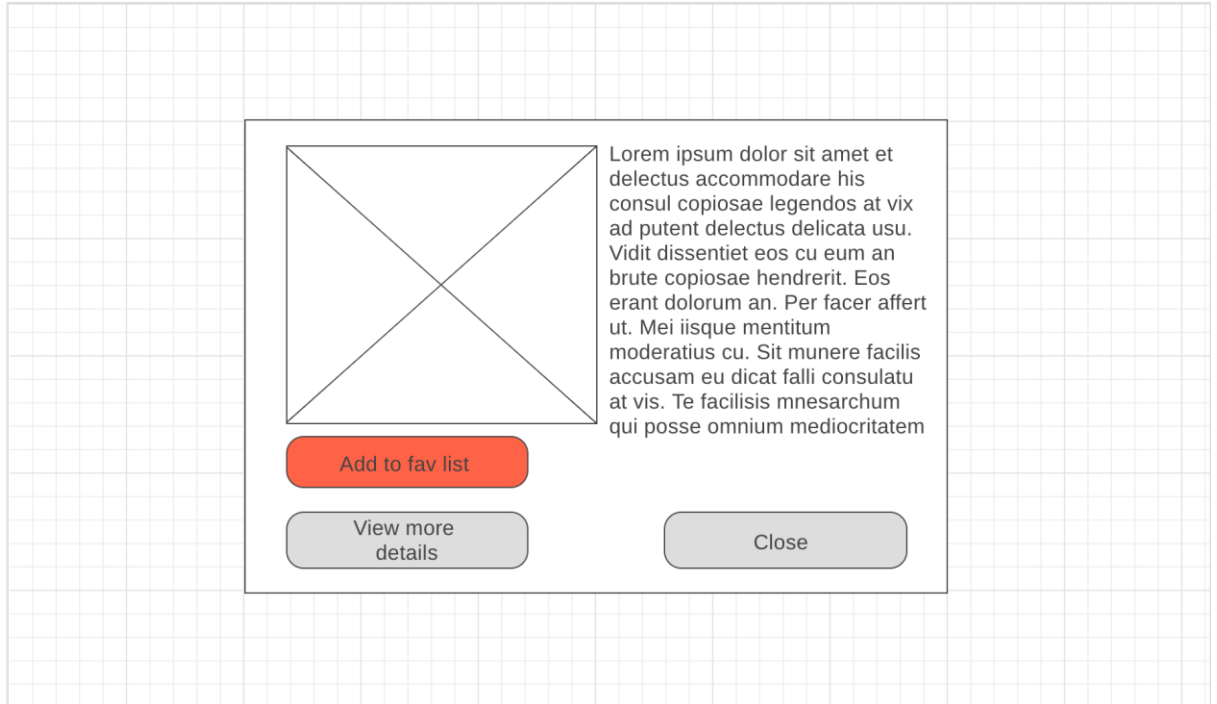 Lorem ipsum dolor sit amet et
delectus accommodare his
consul copiosae legendos at vix
ad putent delectus delicata usu.
Vidit dissentiet eos cu eum an
brute copiosae hendrerit. Eos
erant dolorum an. Per facer affert
ut. Mei iisque mentitum
moderatius cu. Sit munere facilis
accusam eu dicat falli consulatu
at vis. Te facilisis mnesarchum
qui posse omnium mediocritatem
Add to fav list
View more
details
Close